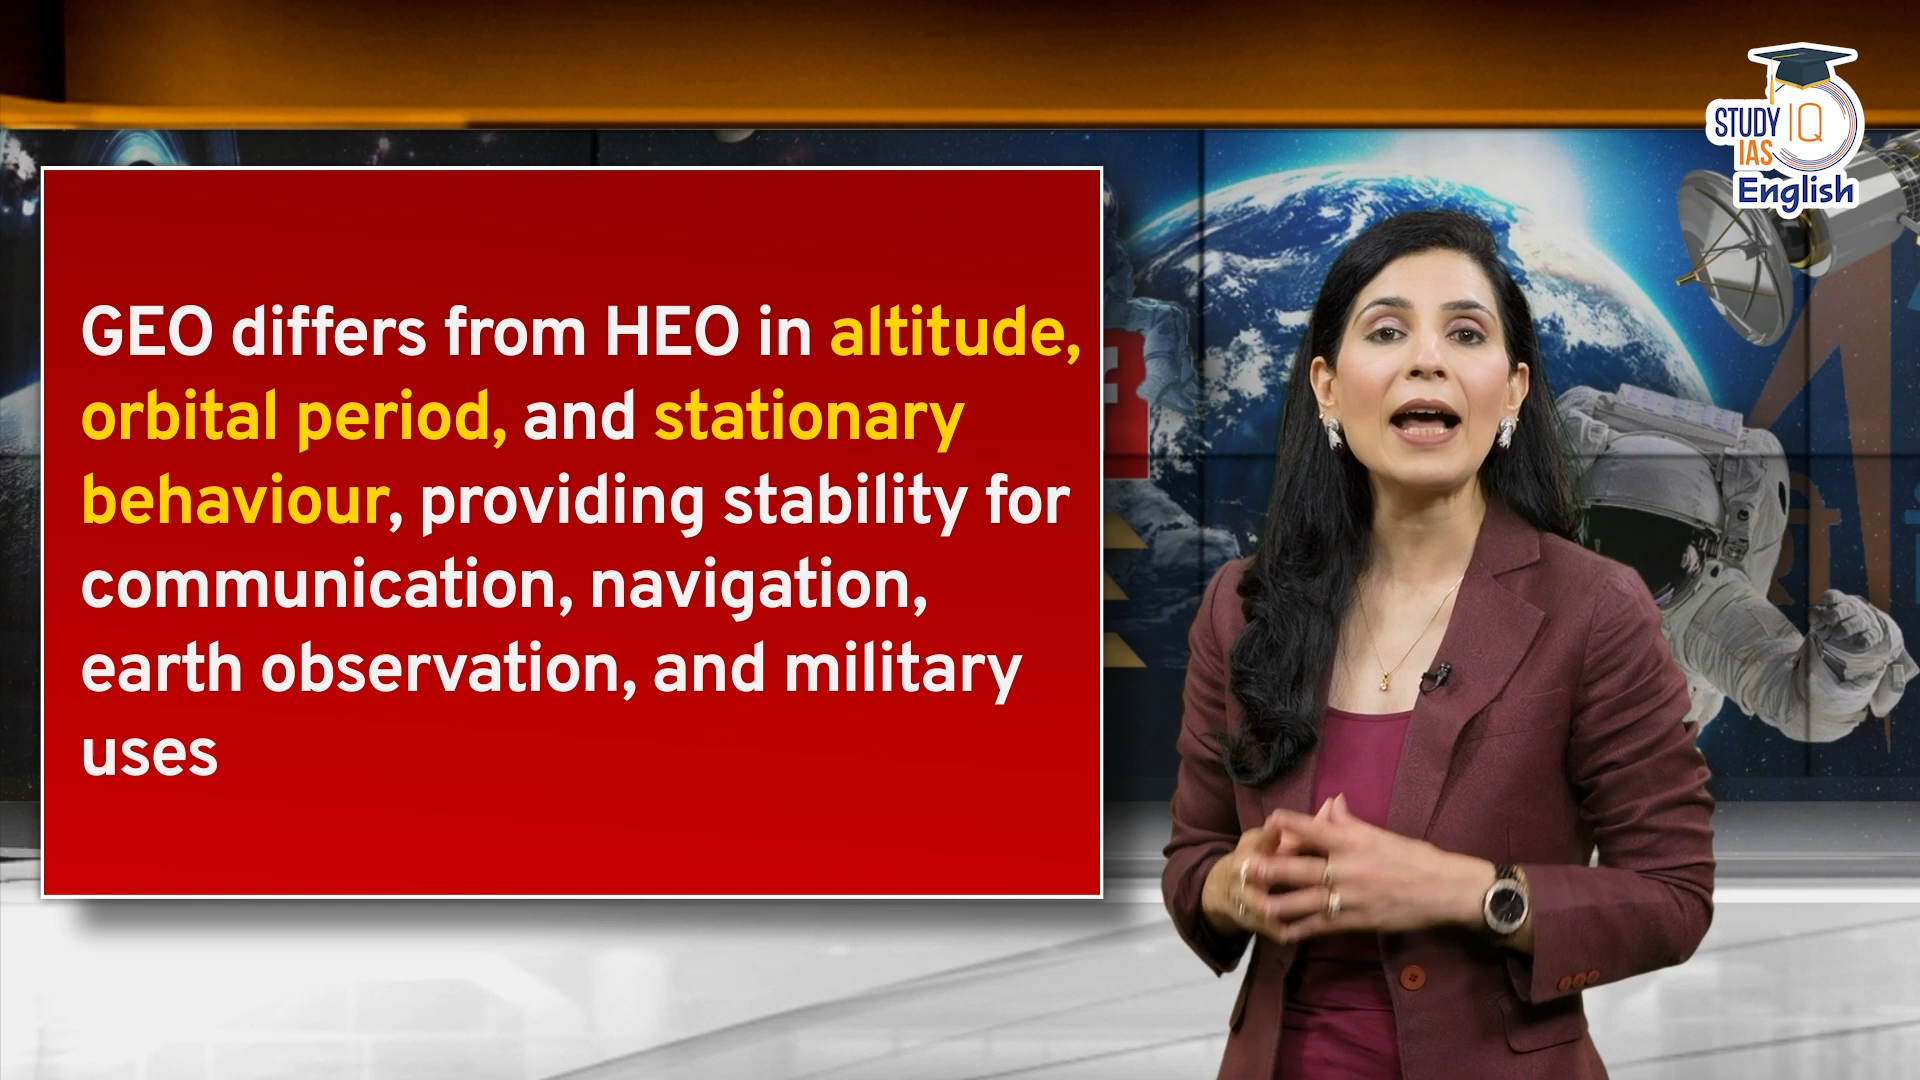 GEO differs from HEO in altitude,
orbital period, and stationary
behaviour, providing stability for
communication, navigation,
earth observation, and military
uses
STUDY IQ
IAS
English